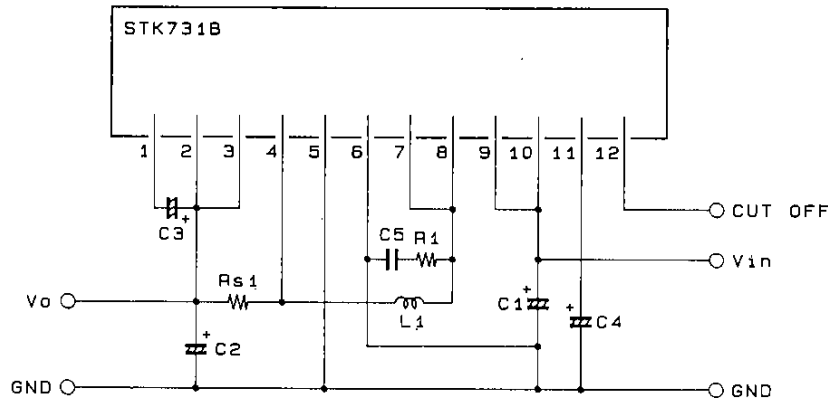 STK731B
1 2 3 4 5 6 7 8 9 10 11 12
CUT OFF
C3 +
C5 R1
Vin
Rs1
Vo
L1
C1 +
+ C4
+ C2
GND
GND